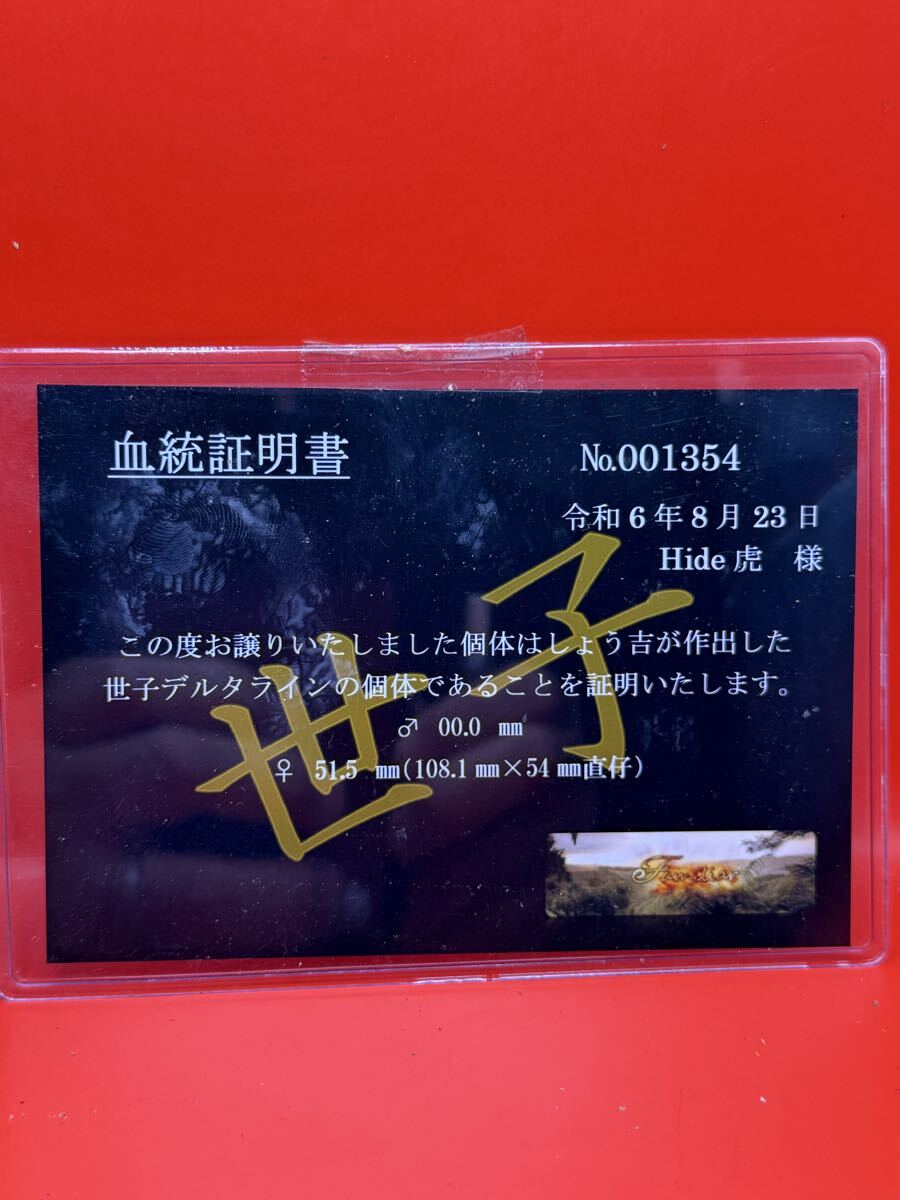 血統証明書
№001354
令和6年8月23日
Hide虎 様
この度お譲りいたしました個体はしょう吉が作出した
世子デルタラインの個体であることを証明いたします。
♂ 00.0 ㎜
♀ 51.5 ㎜(108.1㎜×54㎜直仔)
世子
Familiar